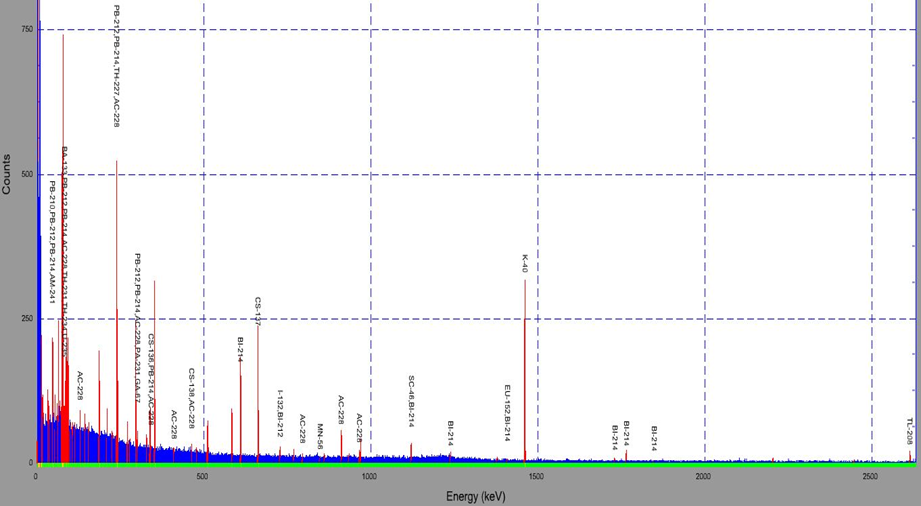 750
500
250
0
Counts
0
500
1000
1500
2000
2500
Energy (keV)
PB-210,PB-212,PB-214,AM-241
AC-228
PB-212,PB-214,TH-227,AC-228
PB-212,PB-214,AC-228,PA-231,GA-67
CS-136,PB-214,AC-228
AC-228
CS-138,AC-228
BI-214
CS-137
I-132,BI-212
AC-228
MN-56
AC-228
AC-228
SC-46,BI-214
BI-214
EU-152,BI-214
K-40
BI-214
BI-214
BI-214
TL-208